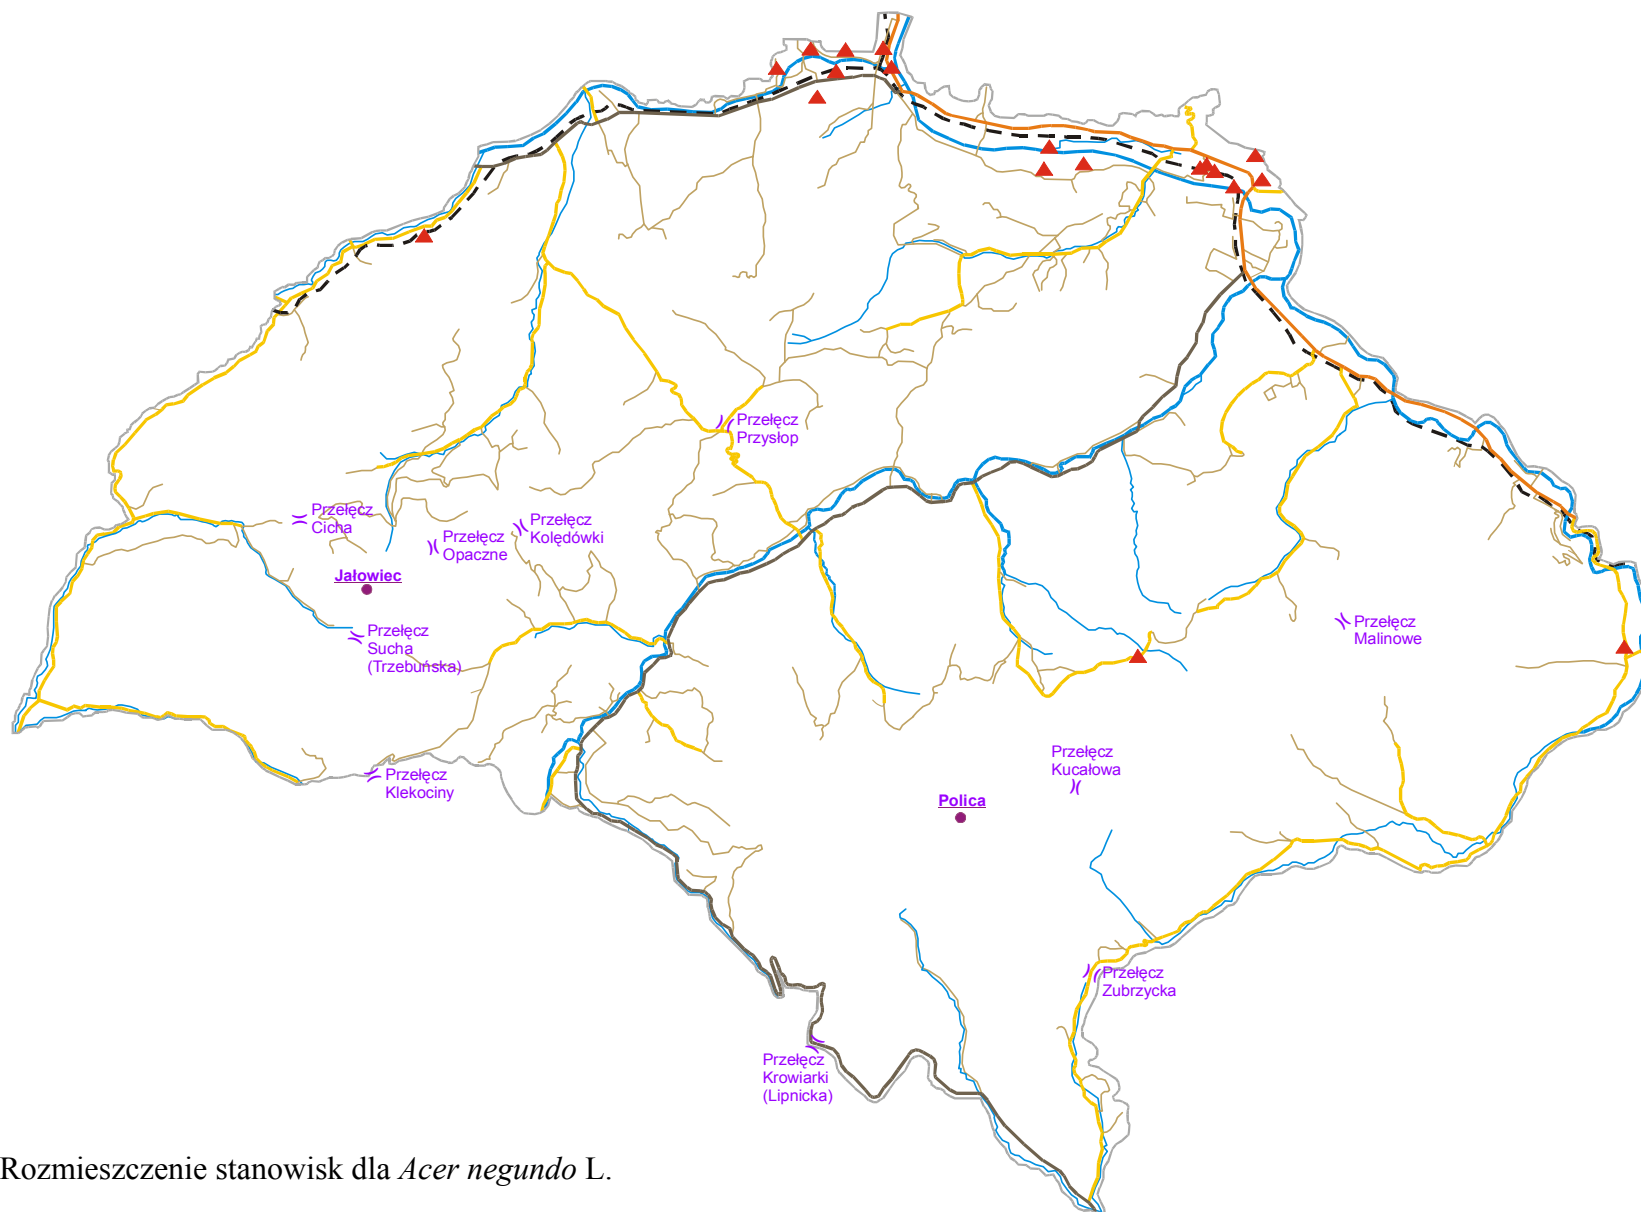 Przełęcz
Przysłop
Przełęcz
Cicha
Przełęcz
Kolędówki
Przełęcz
Opaczne
Jałowiec
Przełęcz
Sucha
(Trzebuńska)
Przełęcz
Malinowe
Przełęcz
Klekociny
Przełęcz
Kucałowa
Polica
Przełęcz
Zubrzycka
Przełęcz
Krowiarki
(Lipnicka)
Rozmieszczenie stanowisk dla Acer negundo L.